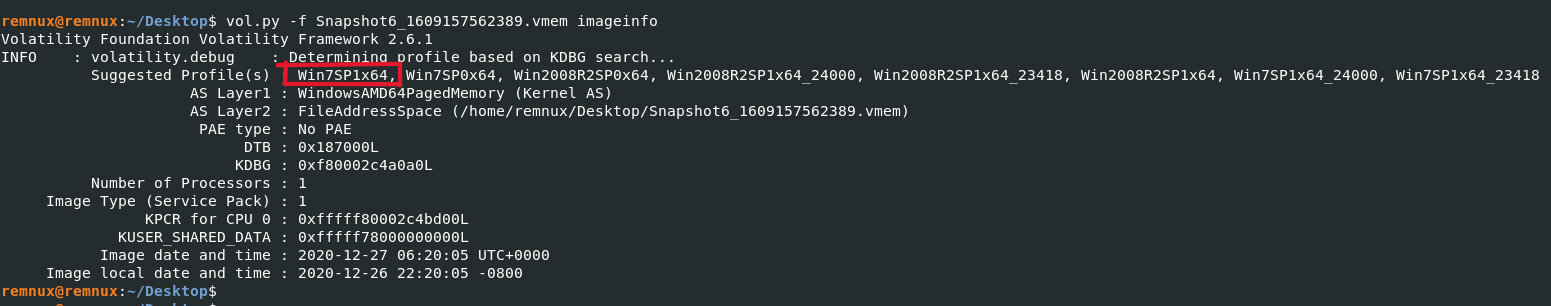 remnux@remnux:~/Desktop$ vol.py -f Snapshot6_1609157562389.vmem imageinfo
Volatility Foundation Volatility Framework 2.6.1
INFO    : volatility.debug    : Determining profile based on KDBG search...
          Suggested Profile(s) : Win7SP1x64, Win7SP0x64, Win2008R2SP0x64, Win2008R2SP1x64_24000, Win2008R2SP1x64_23418, Win2008R2SP1x64, Win7SP1x64_24000, Win7SP1x64_23418
                     AS Layer1 : WindowsAMD64PagedMemory (Kernel AS)
                     AS Layer2 : FileAddressSpace (/home/remnux/Desktop/Snapshot6_1609157562389.vmem)
                      PAE type : No PAE
                           DTB : 0x187000L
                          KDBG : 0xf80002c4a0a0L
          Number of Processors : 1
     Image Type (Service Pack) : 1
                KPCR for CPU 0 : 0xfffff80002c4bd00L
             KUSER_SHARED_DATA : 0xfffff78000000000L
           Image date and time : 2020-12-27 06:20:05 UTC+0000
     Image local date and time : 2020-12-26 22:20:05 -0800
remnux@remnux:~/Desktop$